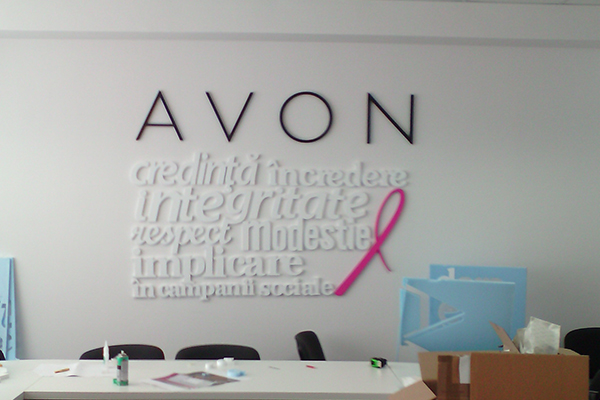 AVON
credință încredere
integritate
respect Modestie
implicare
în campanii sociale